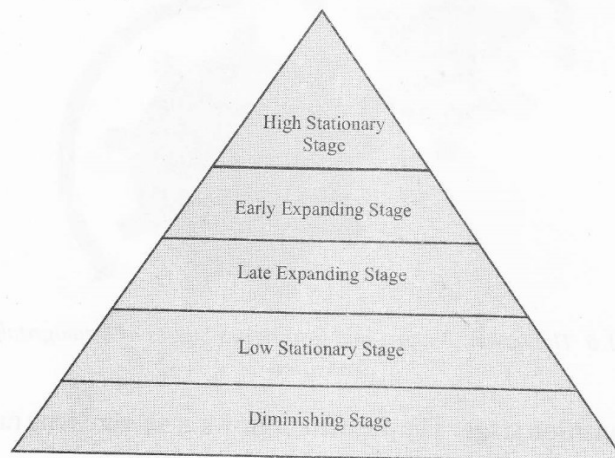 High Stationary
Stage
Early Expanding Stage
Late Expanding Stage
Low Stationary Stage
Diminishing Stage